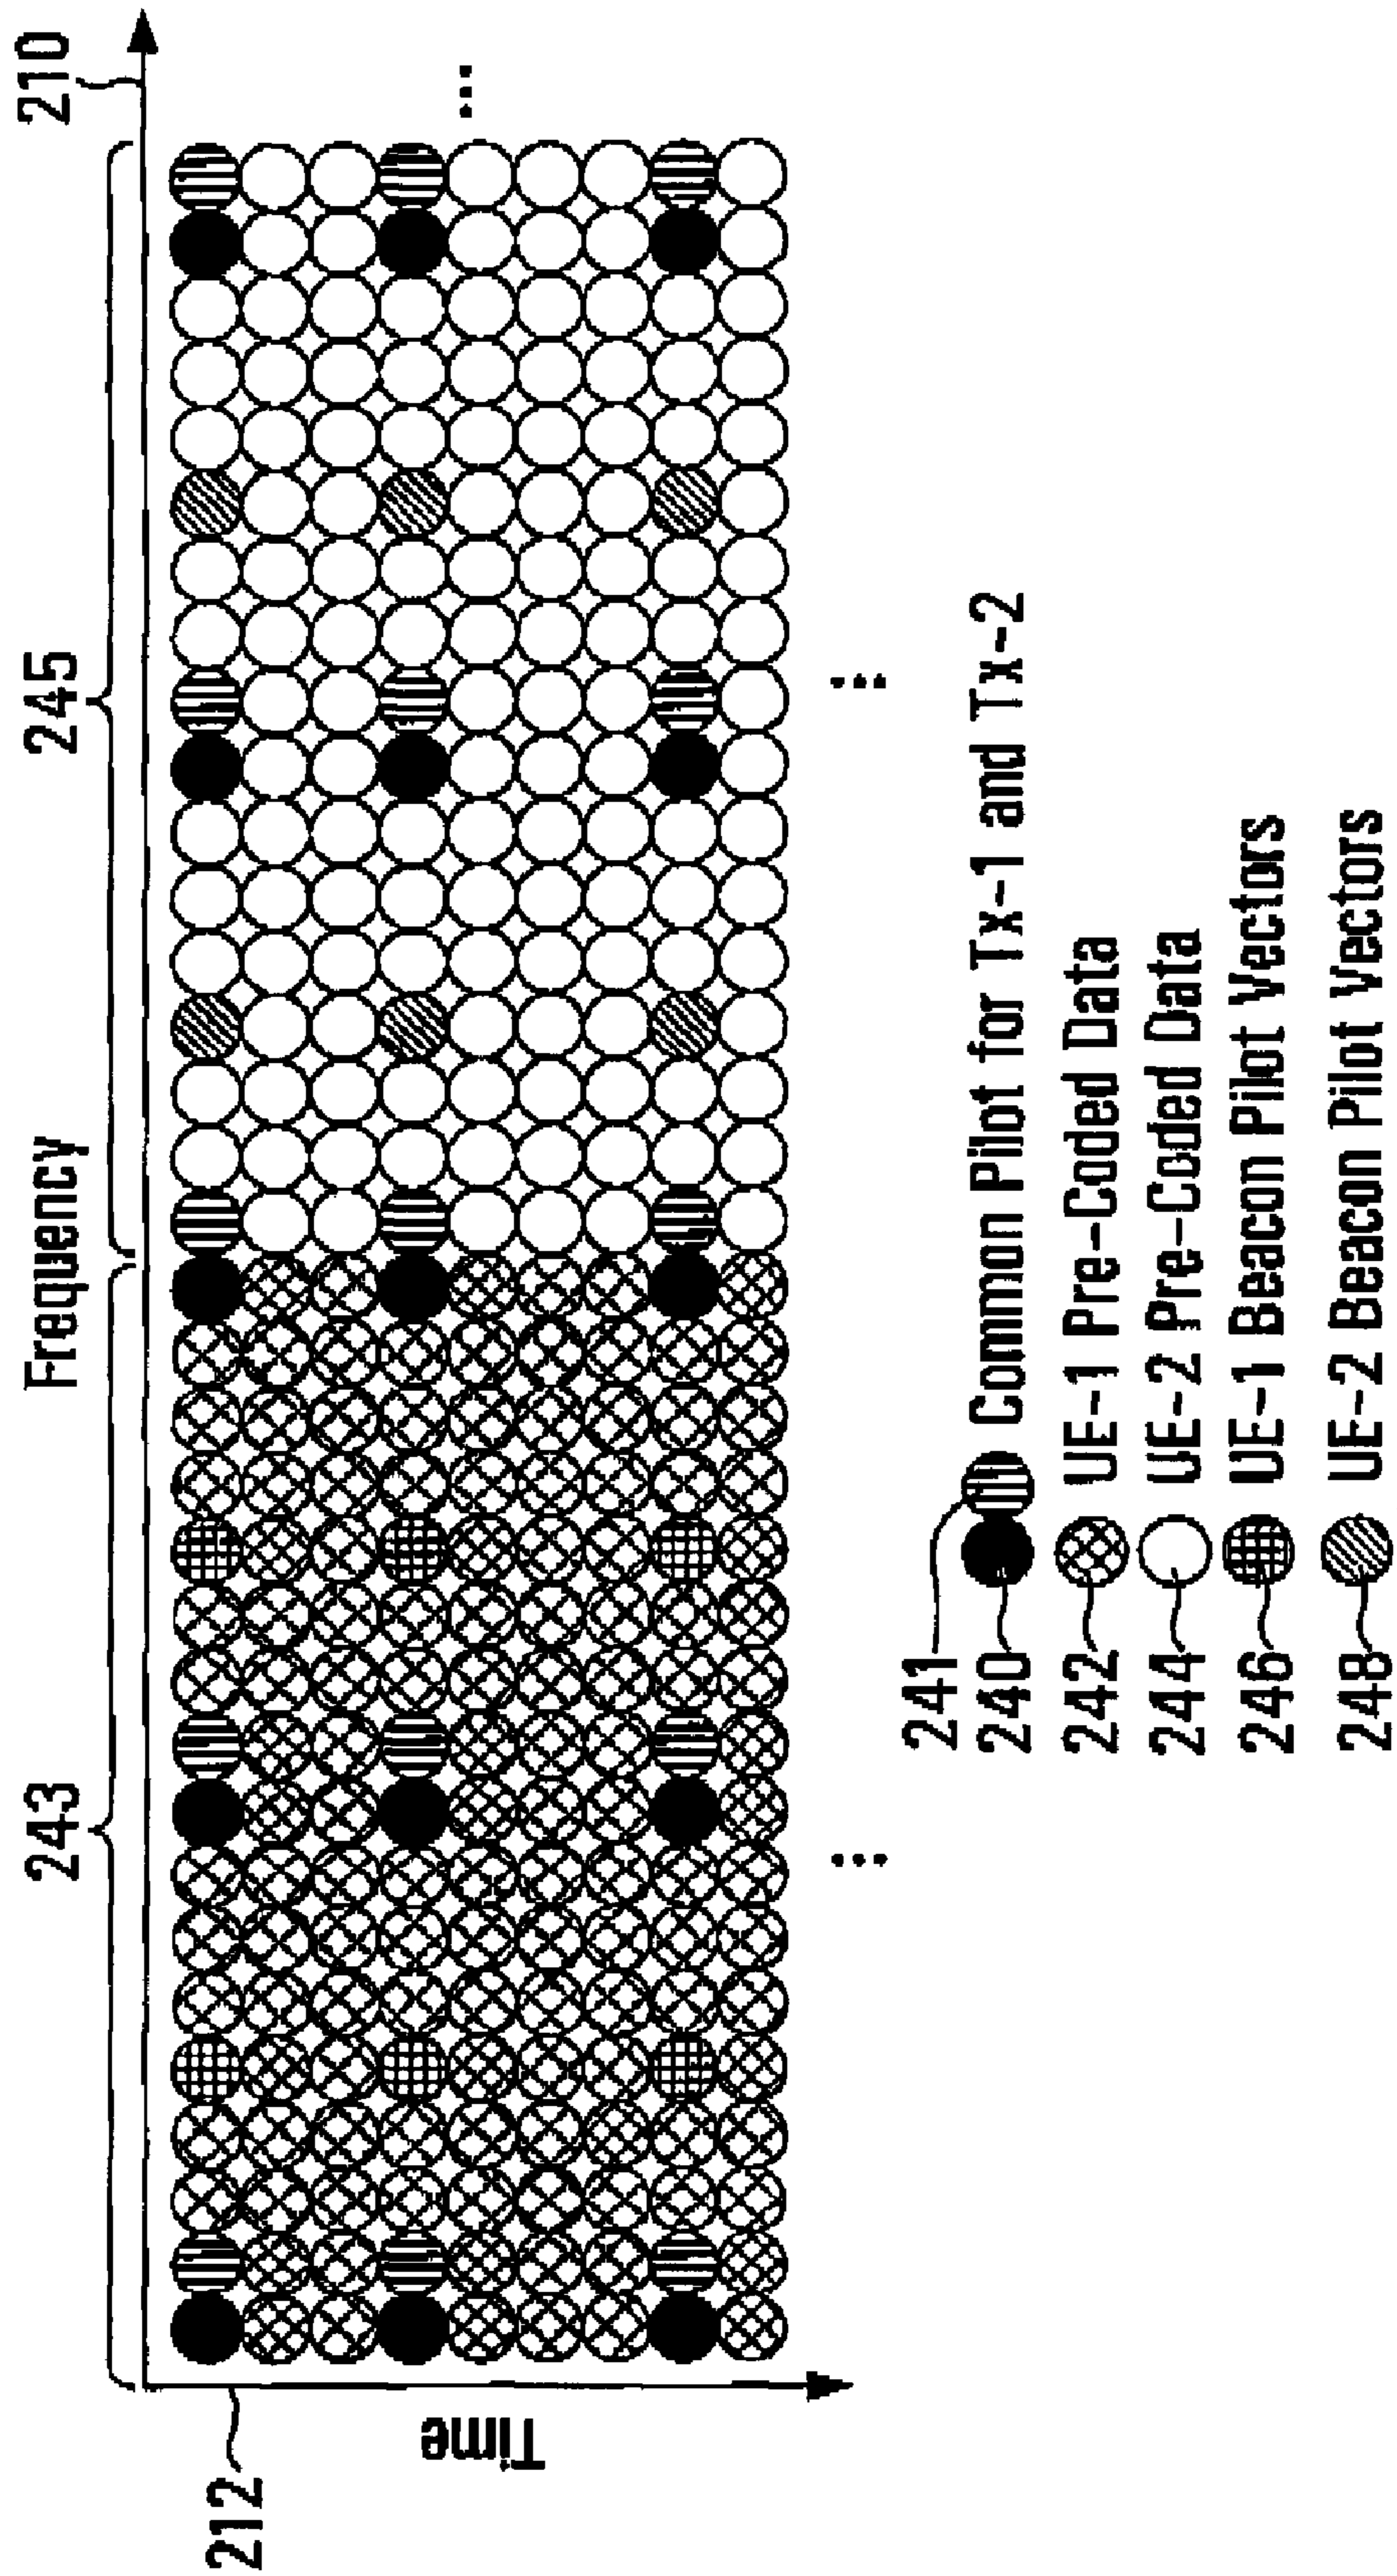 210
245
Frequency
243
212
Time
...
...
...
241
240 Common Pilot for Tx-1 and Tx-2
242 UE-1 Pre-Coded Data
244 UE-2 Pre-Coded Data
246 UE-1 Beacon Pilot Vectors
248 UE-2 Beacon Pilot Vectors